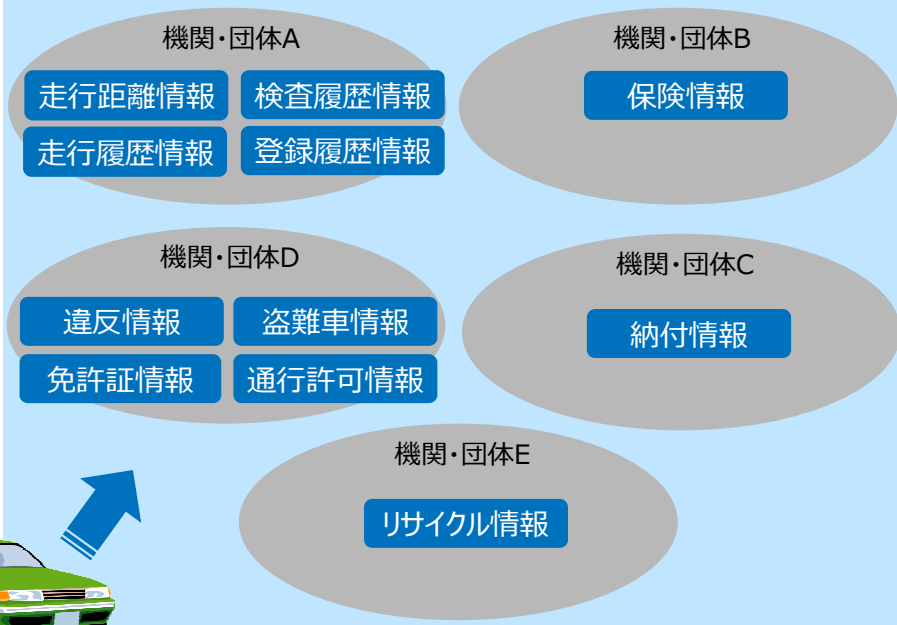 機関・団体A
走行距離情報
検査履歴情報
走行履歴情報
登録履歴情報
機関・団体B
保険情報
機関・団体D
違反情報
盗難車情報
免許証情報
通行許可情報
機関・団体C
納付情報
機関・団体E
リサイクル情報